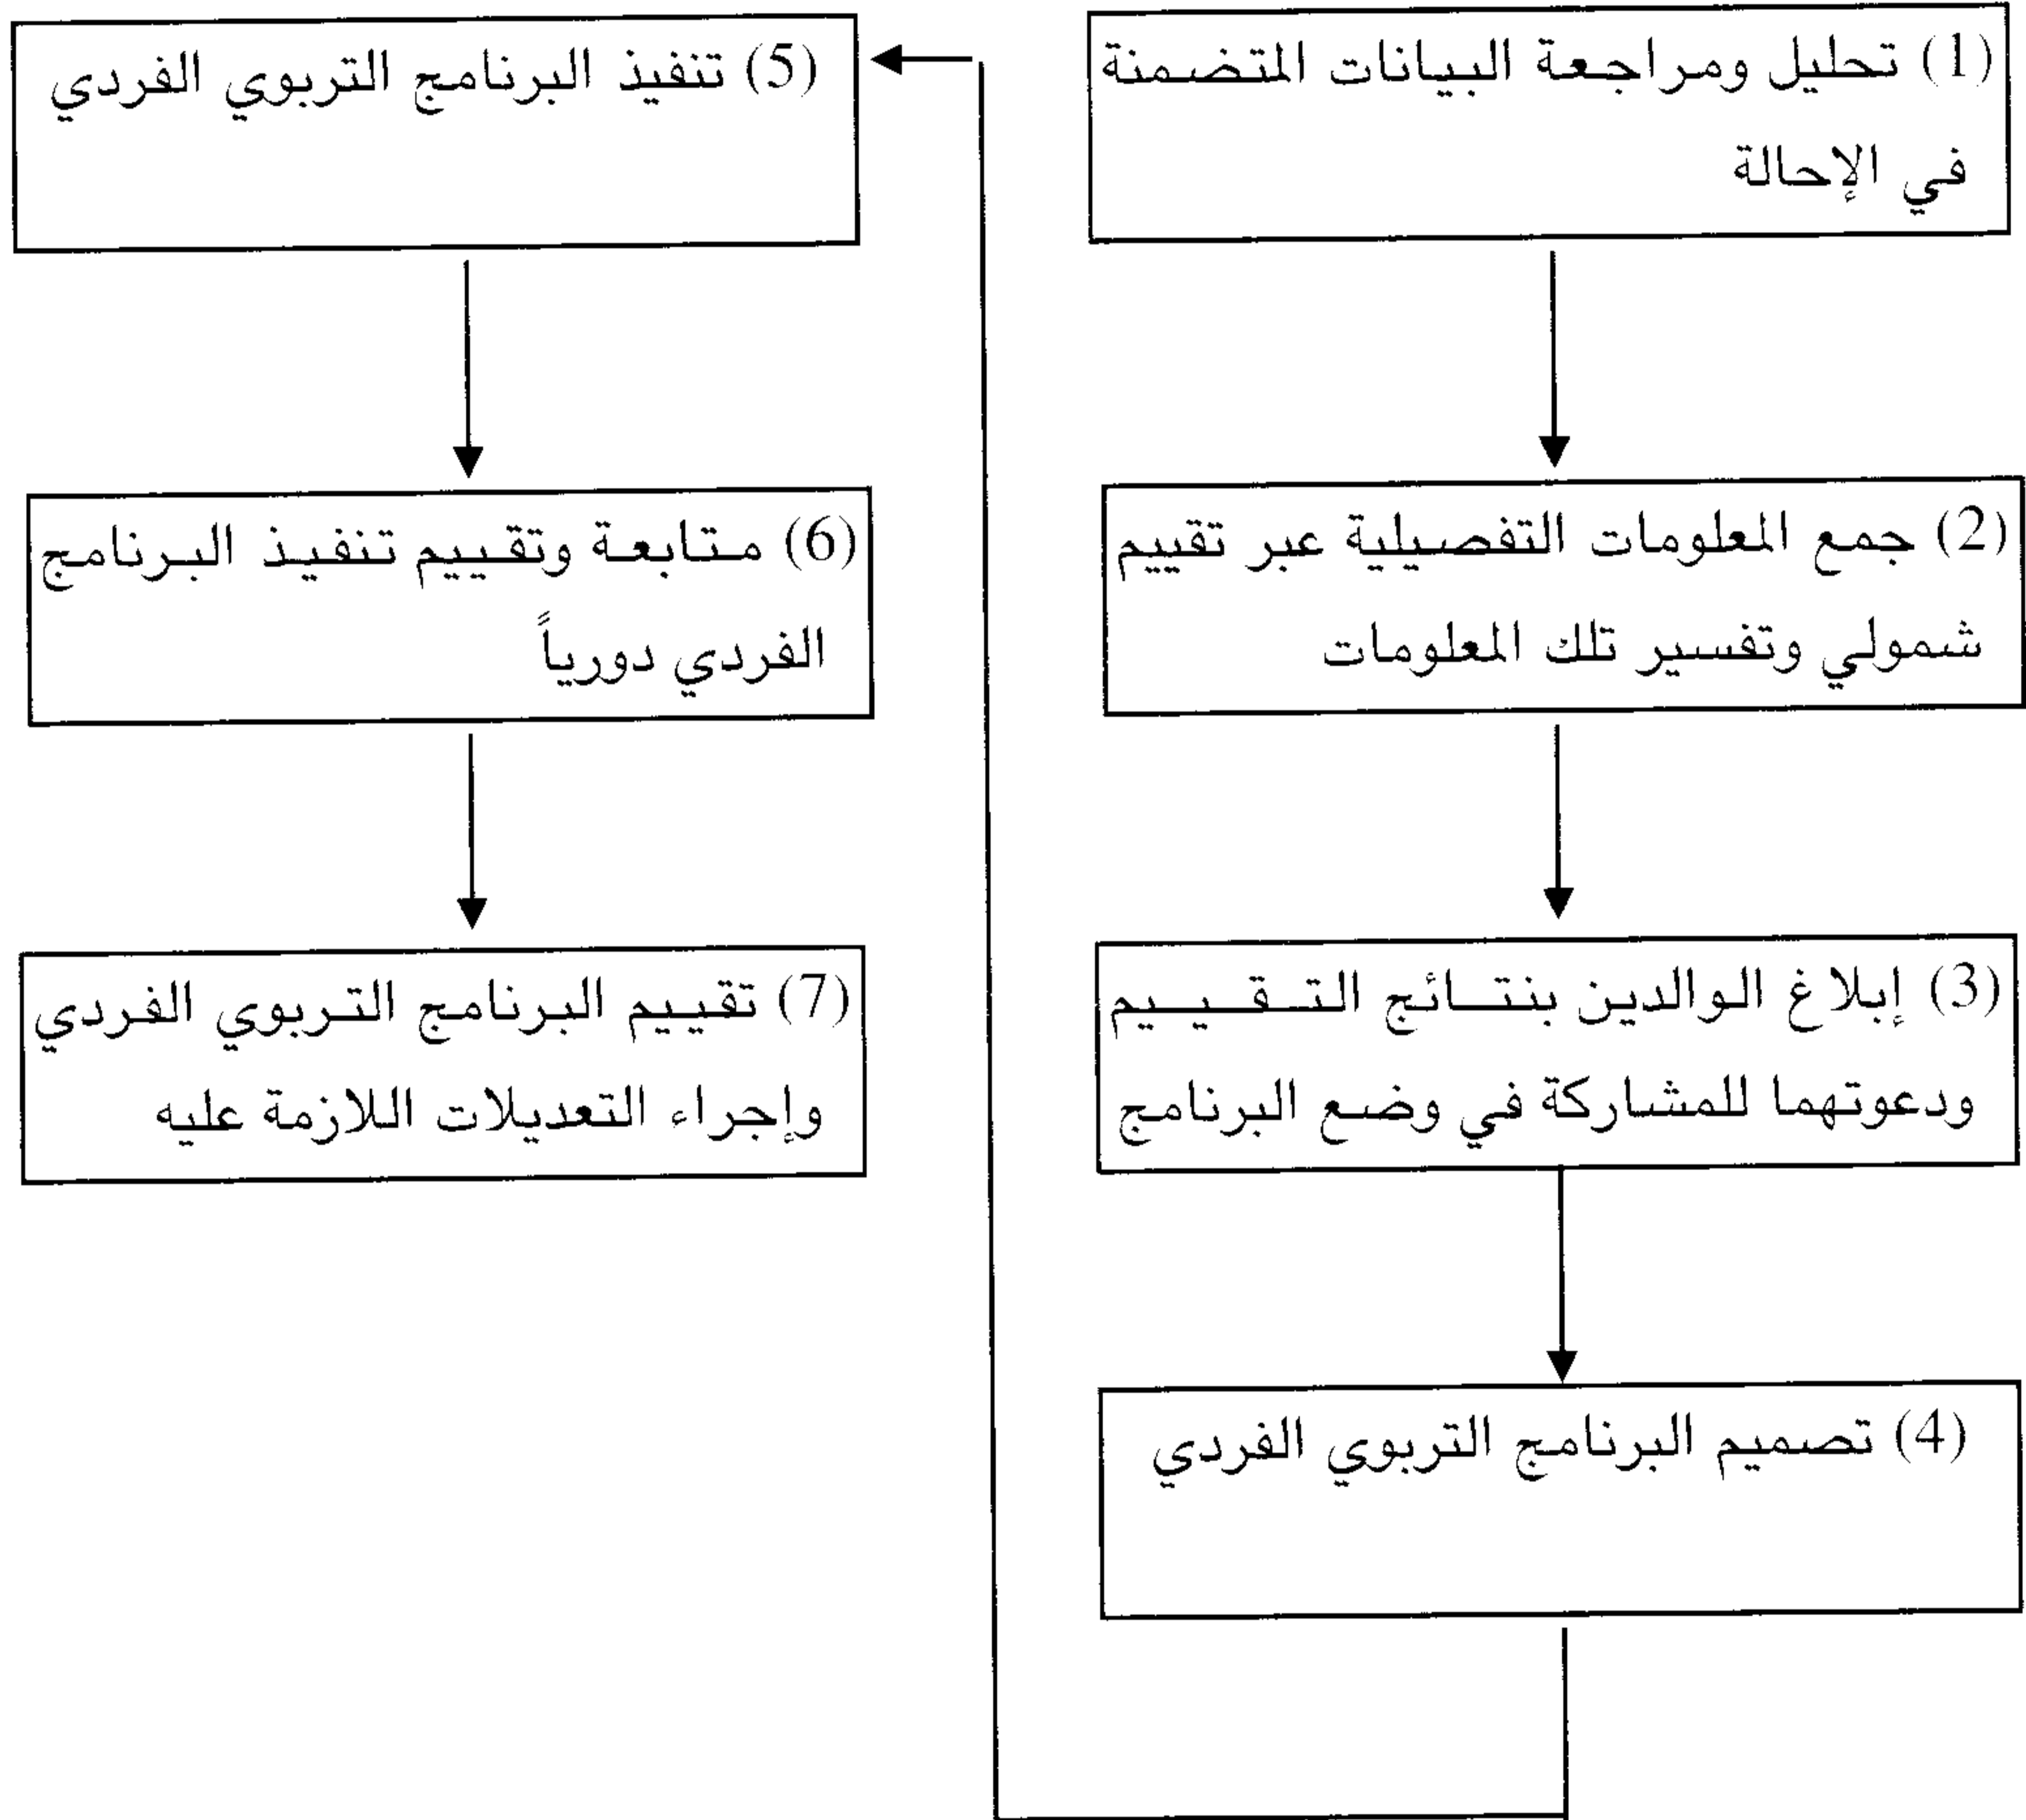 (1) تحليل ومراجعة البيانات المتضمنة
في الإحالة
(2) جمع المعلومات التفصيلية عبر تقييم
شمولي وتفسير تلك المعلومات
(3) إبلاغ الوالدين بنتائج التقييم
ودعوتهما للمشاركة في وضع البرنامج
(4) تصميم البرنامج التربوي الفردي
(5) تنفيذ البرنامج التربوي الفردي
(6) متابعة وتقييم تنفيذ البرنامج
الفردي دورياً
(7) تقييم البرنامج التربوي الفردي
وإجراء التعديلات اللازمة عليه